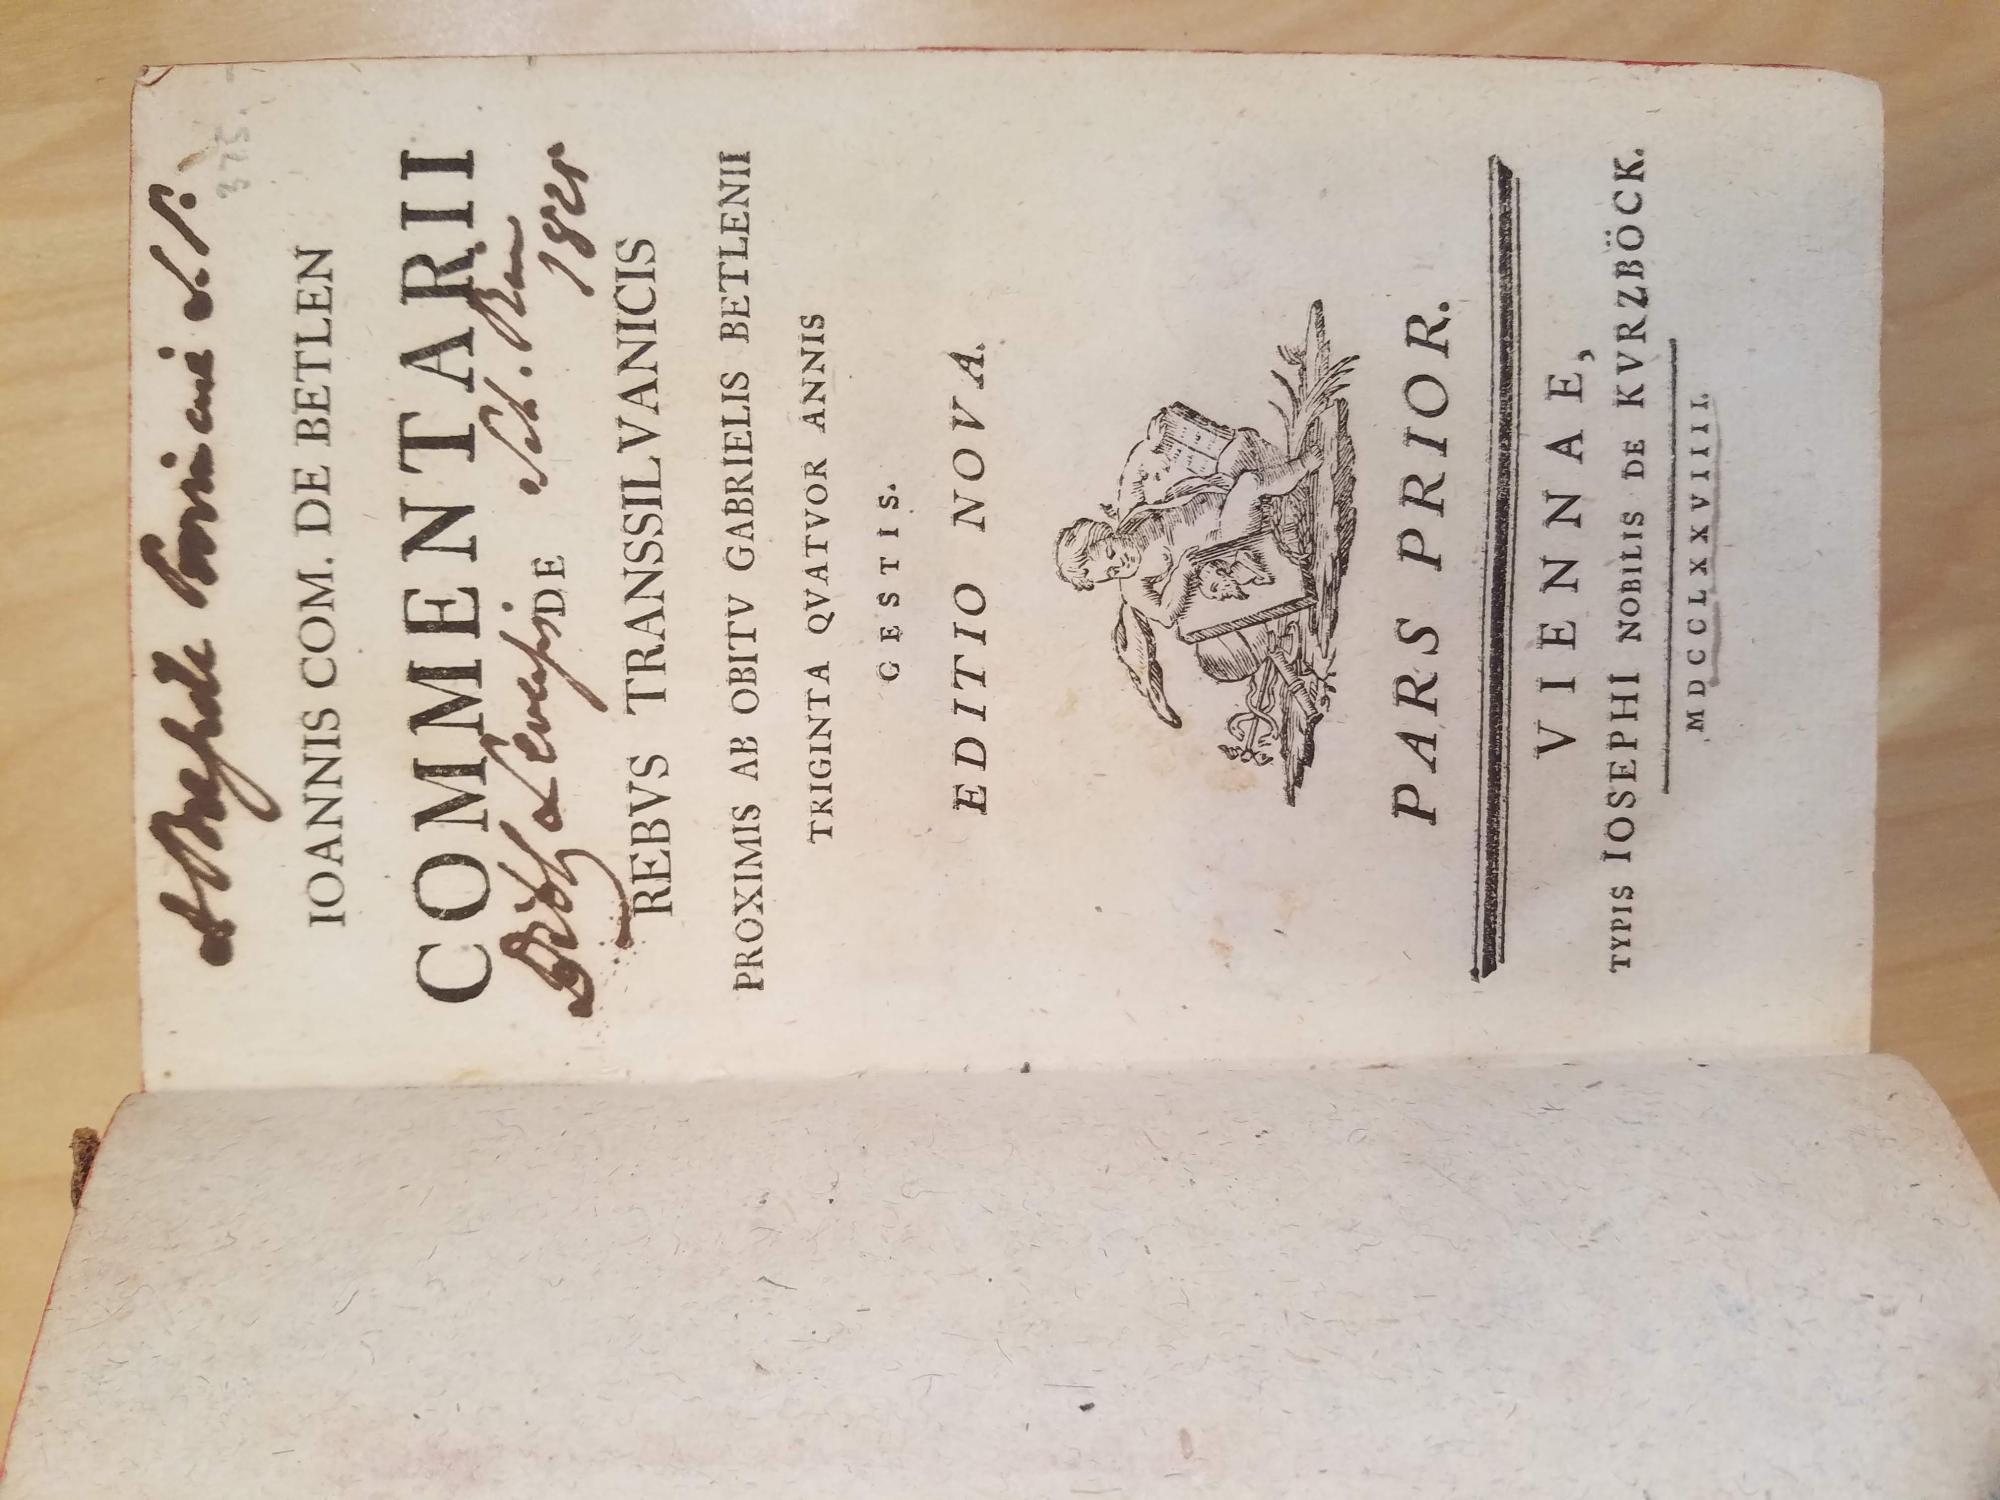 375.
IOANNIS COM. DE BETLEN
COMMENTARII
DE
REBVS TRANSSILVANICIS
PROXIMIS AB OBITV GABRIELIS BETLENII
TRIGINTA QVATVOR ANNIS
GESTIS.
EDITIO NOVA.
PARS PRIOR.
VIENNAE,
TYPIS IOSEPHI NOBILIS DE KVRZBÖCK.
MDCCLXXVIIII.